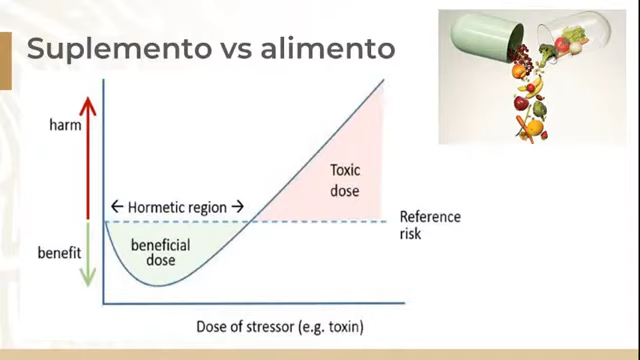 Suplemento vs alimento
harm
Toxic
dose
← Hormetic region →
Reference
risk
benefit
beneficial
dose
Dose of stressor (e.g. toxin)